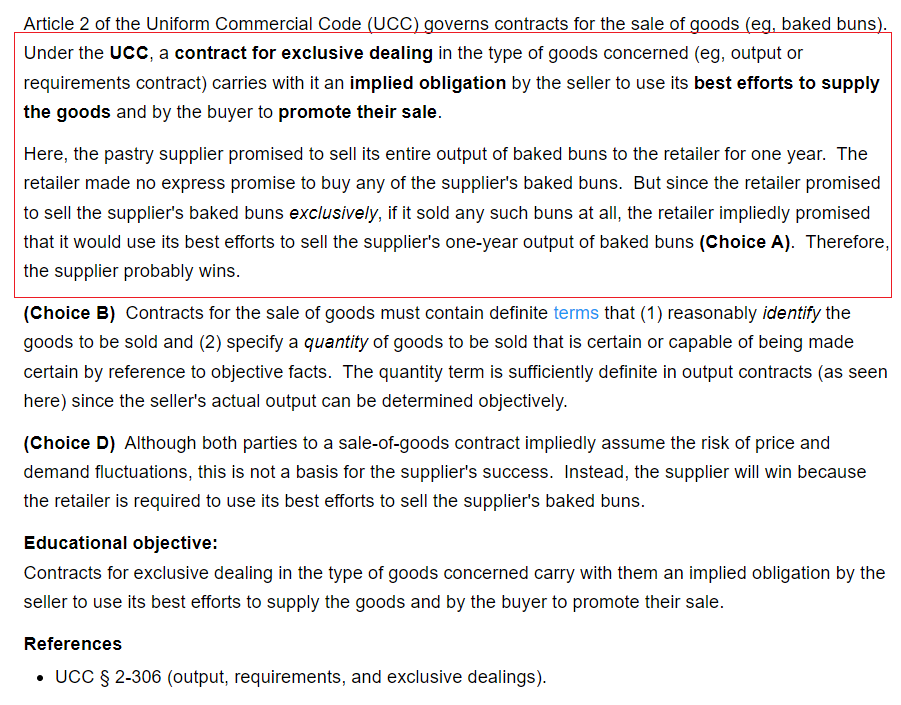 Article 2 of the Uniform Commercial Code (UCC) governs contracts for the sale of goods (eg, baked buns).
Under the UCC, a contract for exclusive dealing in the type of goods concerned (eg, output or
requirements contract) carries with it an implied obligation by the seller to use its best efforts to supply
the goods and by the buyer to promote their sale.
Here, the pastry supplier promised to sell its entire output of baked buns to the retailer for one year.  The
retailer made no express promise to buy any of the supplier's baked buns.  But since the retailer promised
to sell the supplier's baked buns exclusively, if it sold any such buns at all, the retailer impliedly promised
that it would use its best efforts to sell the supplier's one-year output of baked buns (Choice A).  Therefore,
the supplier probably wins.
(Choice B)  Contracts for the sale of goods must contain definite terms that (1) reasonably identify the
goods to be sold and (2) specify a quantity of goods to be sold that is certain or capable of being made
certain by reference to objective facts.  The quantity term is sufficiently definite in output contracts (as seen
here) since the seller's actual output can be determined objectively.
(Choice D)  Although both parties to a sale-of-goods contract impliedly assume the risk of price and
demand fluctuations, this is not a basis for the supplier's success.  Instead, the supplier will win because
the retailer is required to use its best efforts to sell the supplier's baked buns.
Educational objective:
Contracts for exclusive dealing in the type of goods concerned carry with them an implied obligation by the
seller to use its best efforts to supply the goods and by the buyer to promote their sale.
References
• UCC § 2-306 (output, requirements, and exclusive dealings).